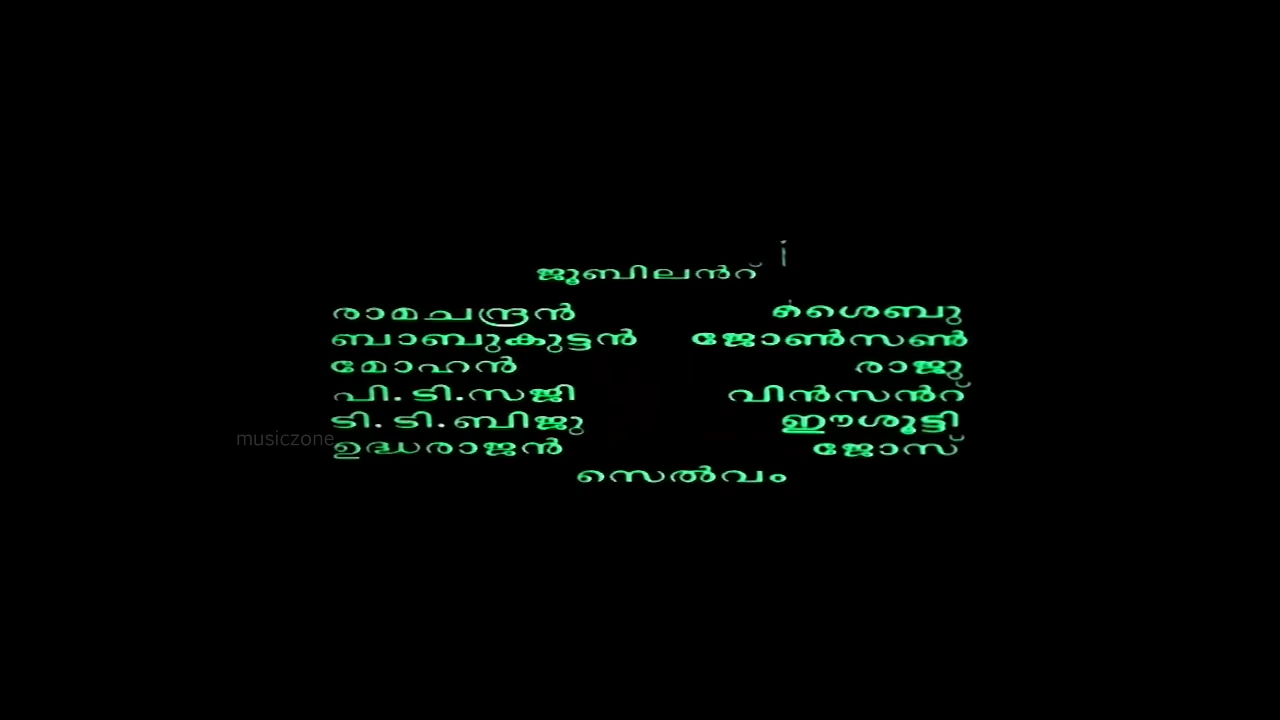 ജൂബിലൻറ്
രാമചന്ദ്രൻ
ബാബുകുട്ടൻ ജോൺസൺ
മോഹൻ രാജു
പി. ടി. സജി വിൻസൻറ്
ടി. ടി. ബിജു ഈശൂട്ടി
musiczone ഉദ്ധരാജൻ ജോസ്
സെൽവം